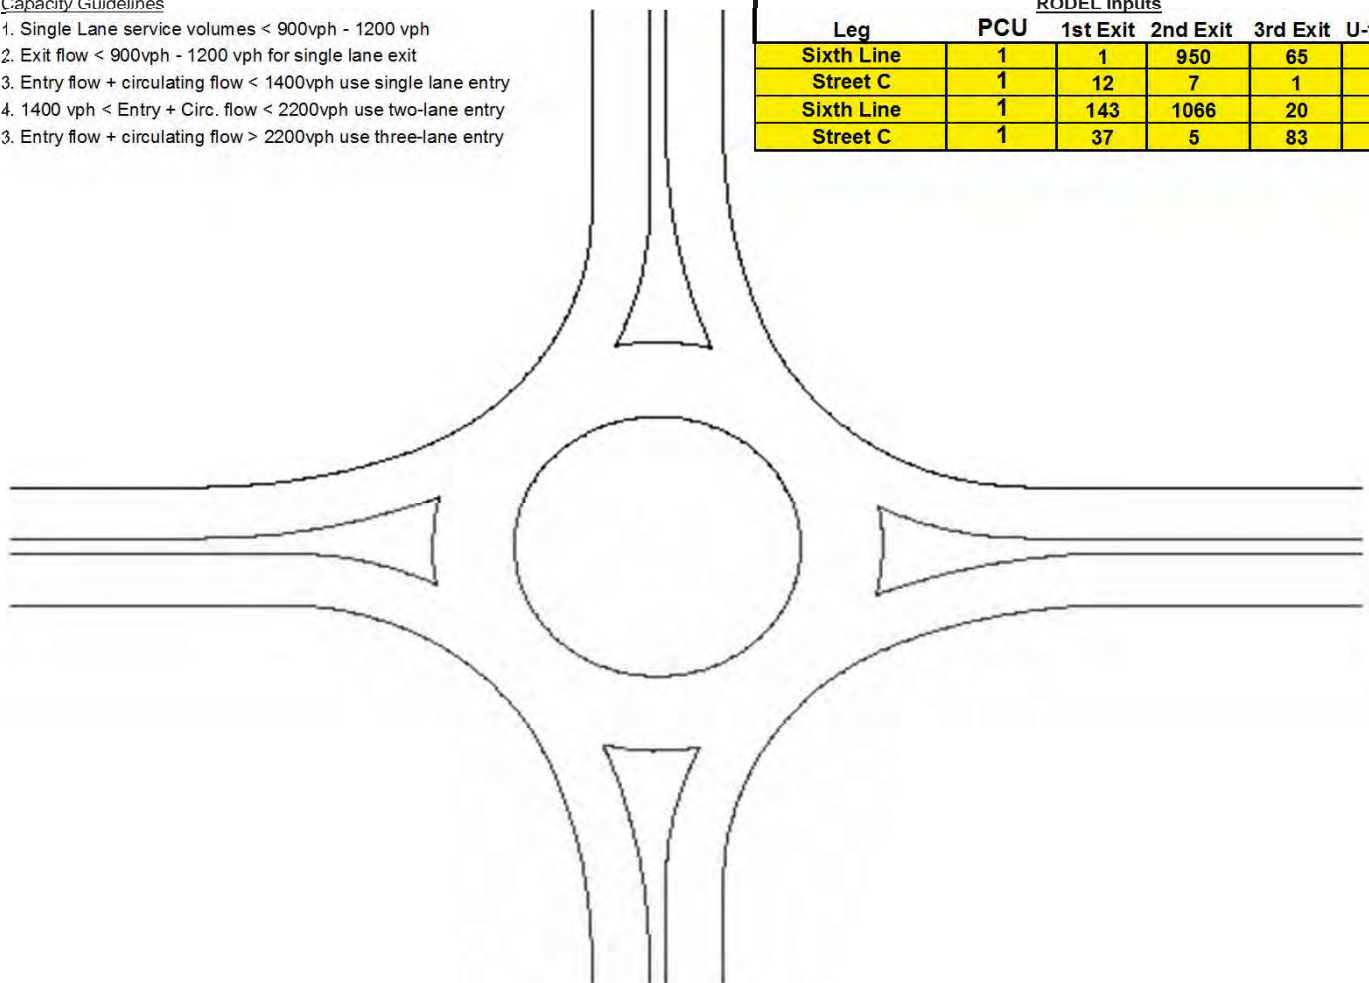 Capacity Guidelines
1. Single Lane service volumes < 900vph - 1200 vph
2. Exit flow < 900vph - 1200 vph for single lane exit
3. Entry flow + circulating flow < 1400vph use single lane entry
4. 1400 vph < Entry + Circ. flow < 2200vph use two-lane entry
3. Entry flow + circulating flow > 2200vph use three-lane entry
RODEL Inputs
Leg PCU 1st Exit 2nd Exit 3rd Exit U-
Sixth Line 1 1 950 65
Street C 1 12 7 1
Sixth Line 1 143 1066 20
Street C 1 37 5 83